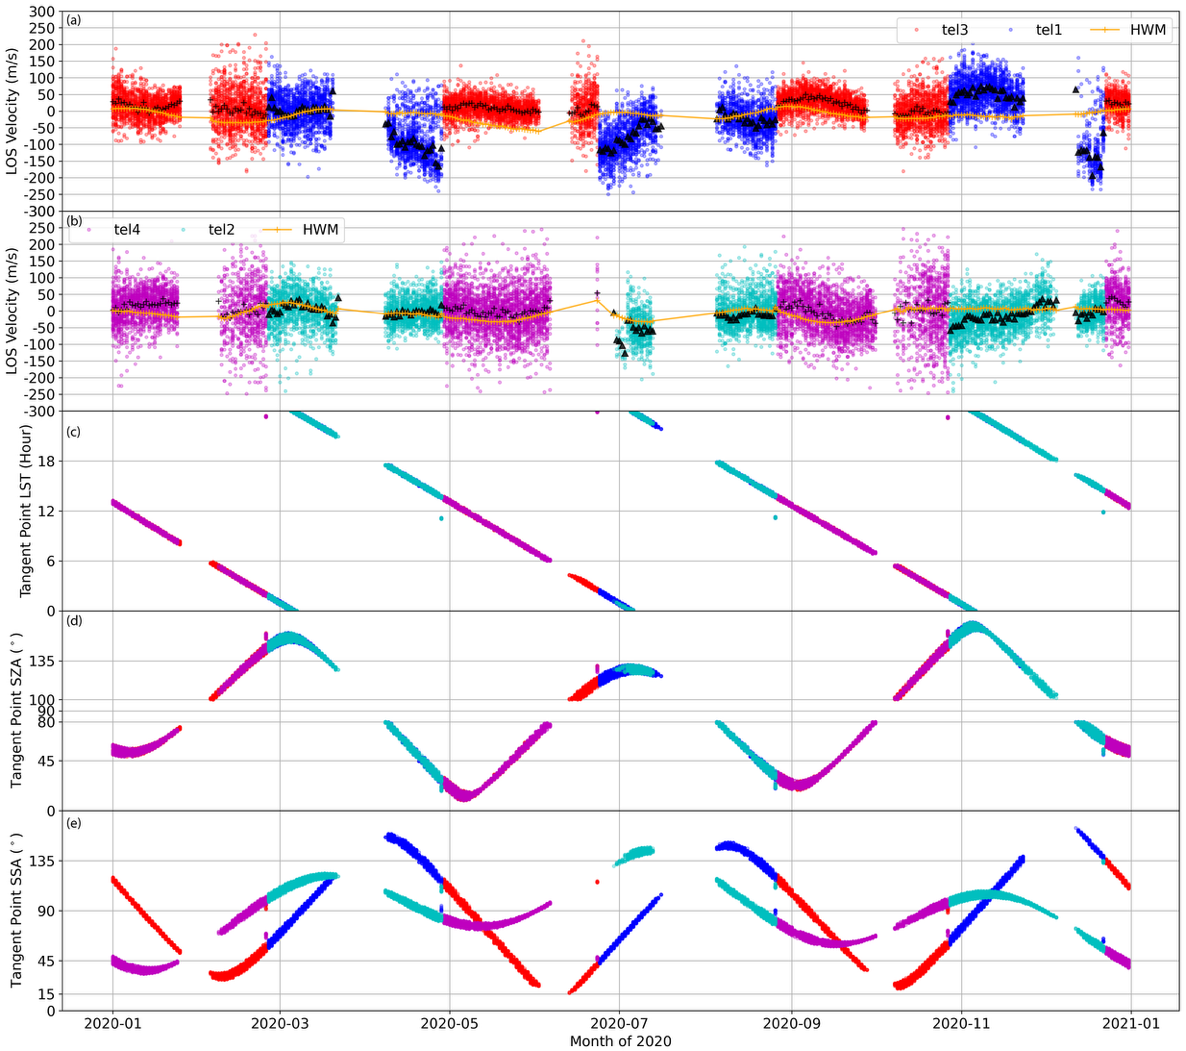 (a)
tel3 tel1 HWM
300
250
200
150
100
50
0
-50
-100
-150
-200
-250
-300
LOS Velocity (m/s)
(b)
tel4 tel2 HWM
250
200
150
100
50
0
-50
-100
-150
-200
-250
-300
LOS Velocity (m/s)
(c)
18
12
6
0
Tangent Point LST (Hour)
(d)
135
100
90
80
45
0
Tangent Point SZA (°)
(e)
135
90
45
15
0
Tangent Point SSA (°)
2020-01 2020-03 2020-05 2020-07 2020-09 2020-11 2021-01
Month of 2020